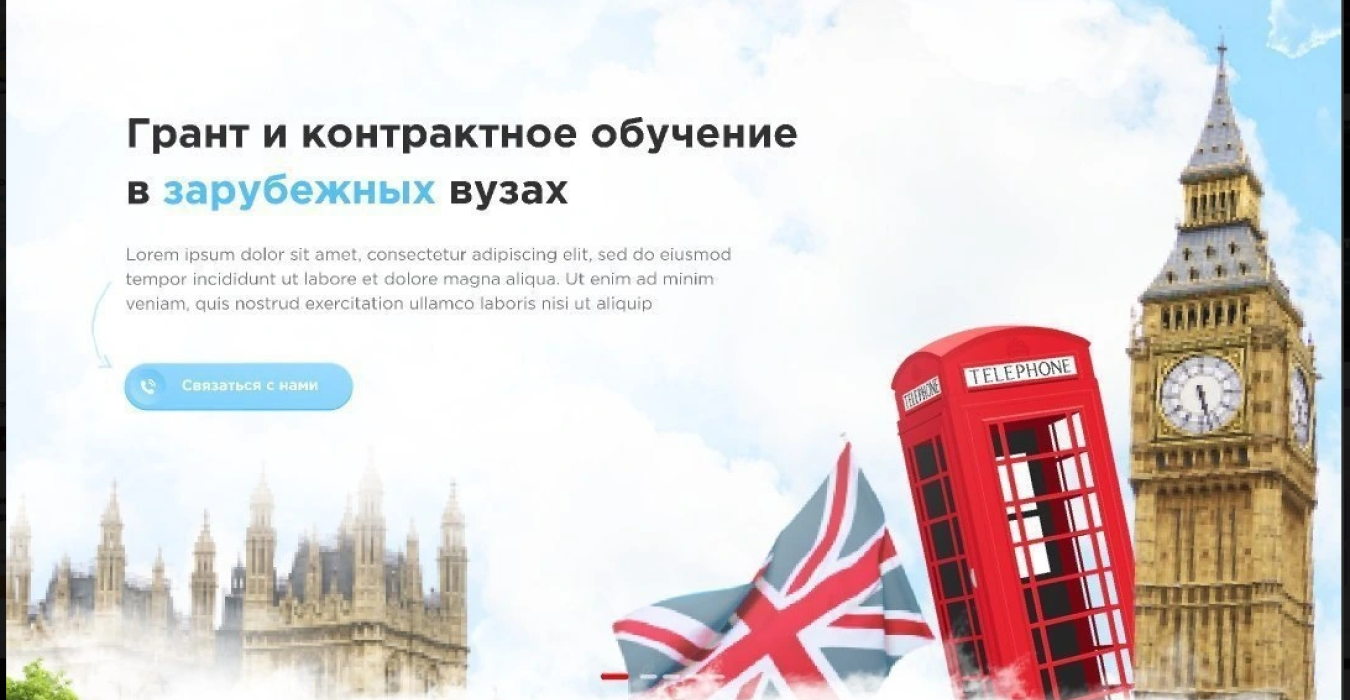 Грант и контрактное обучение
в зарубежных вузах
Lorem ipsum dolor sit amet, consectetur adipiscing elit, sed do eiusmod
tempor incididunt ut labore et dolore magna aliqua. Ut enim ad minim
veniam, quis nostrud exercitation ullamco laboris nisi ut aliquip
Связаться с нами
TELEPHONE
TELEPHONE